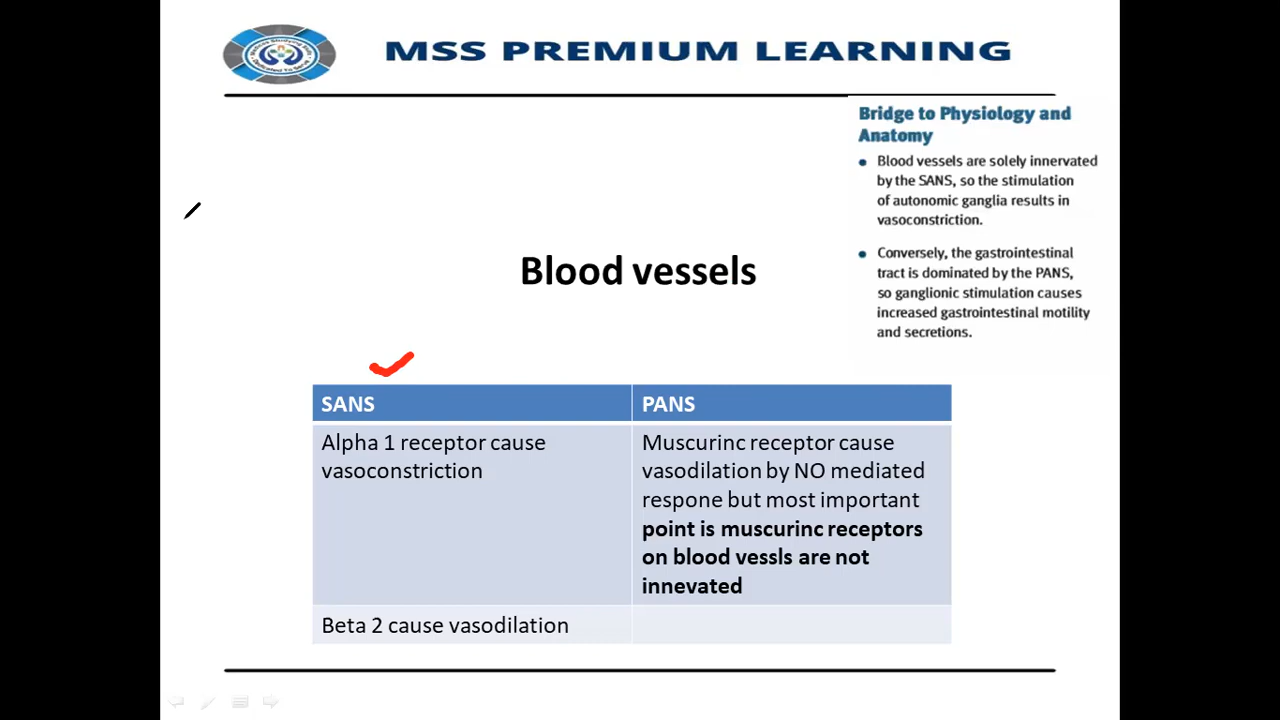 MSS PREMIUM LEARNING
Bridge to Physiology and
Anatomy
• Blood vessels are solely innervated
by the SANS, so the stimulation
of autonomic ganglia results in
vasoconstriction.
• Conversely, the gastrointestinal
tract is dominated by the PANS,
so ganglionic stimulation causes
increased gastrointestinal motility
and secretions.
Blood vessels
SANS
PANS
Alpha 1 receptor cause
vasoconstriction
Muscurinc receptor cause
vasodilation by NO mediated
respone but most important
point is muscurinc receptors
on blood vessls are not
innevated
Beta 2 cause vasodilation